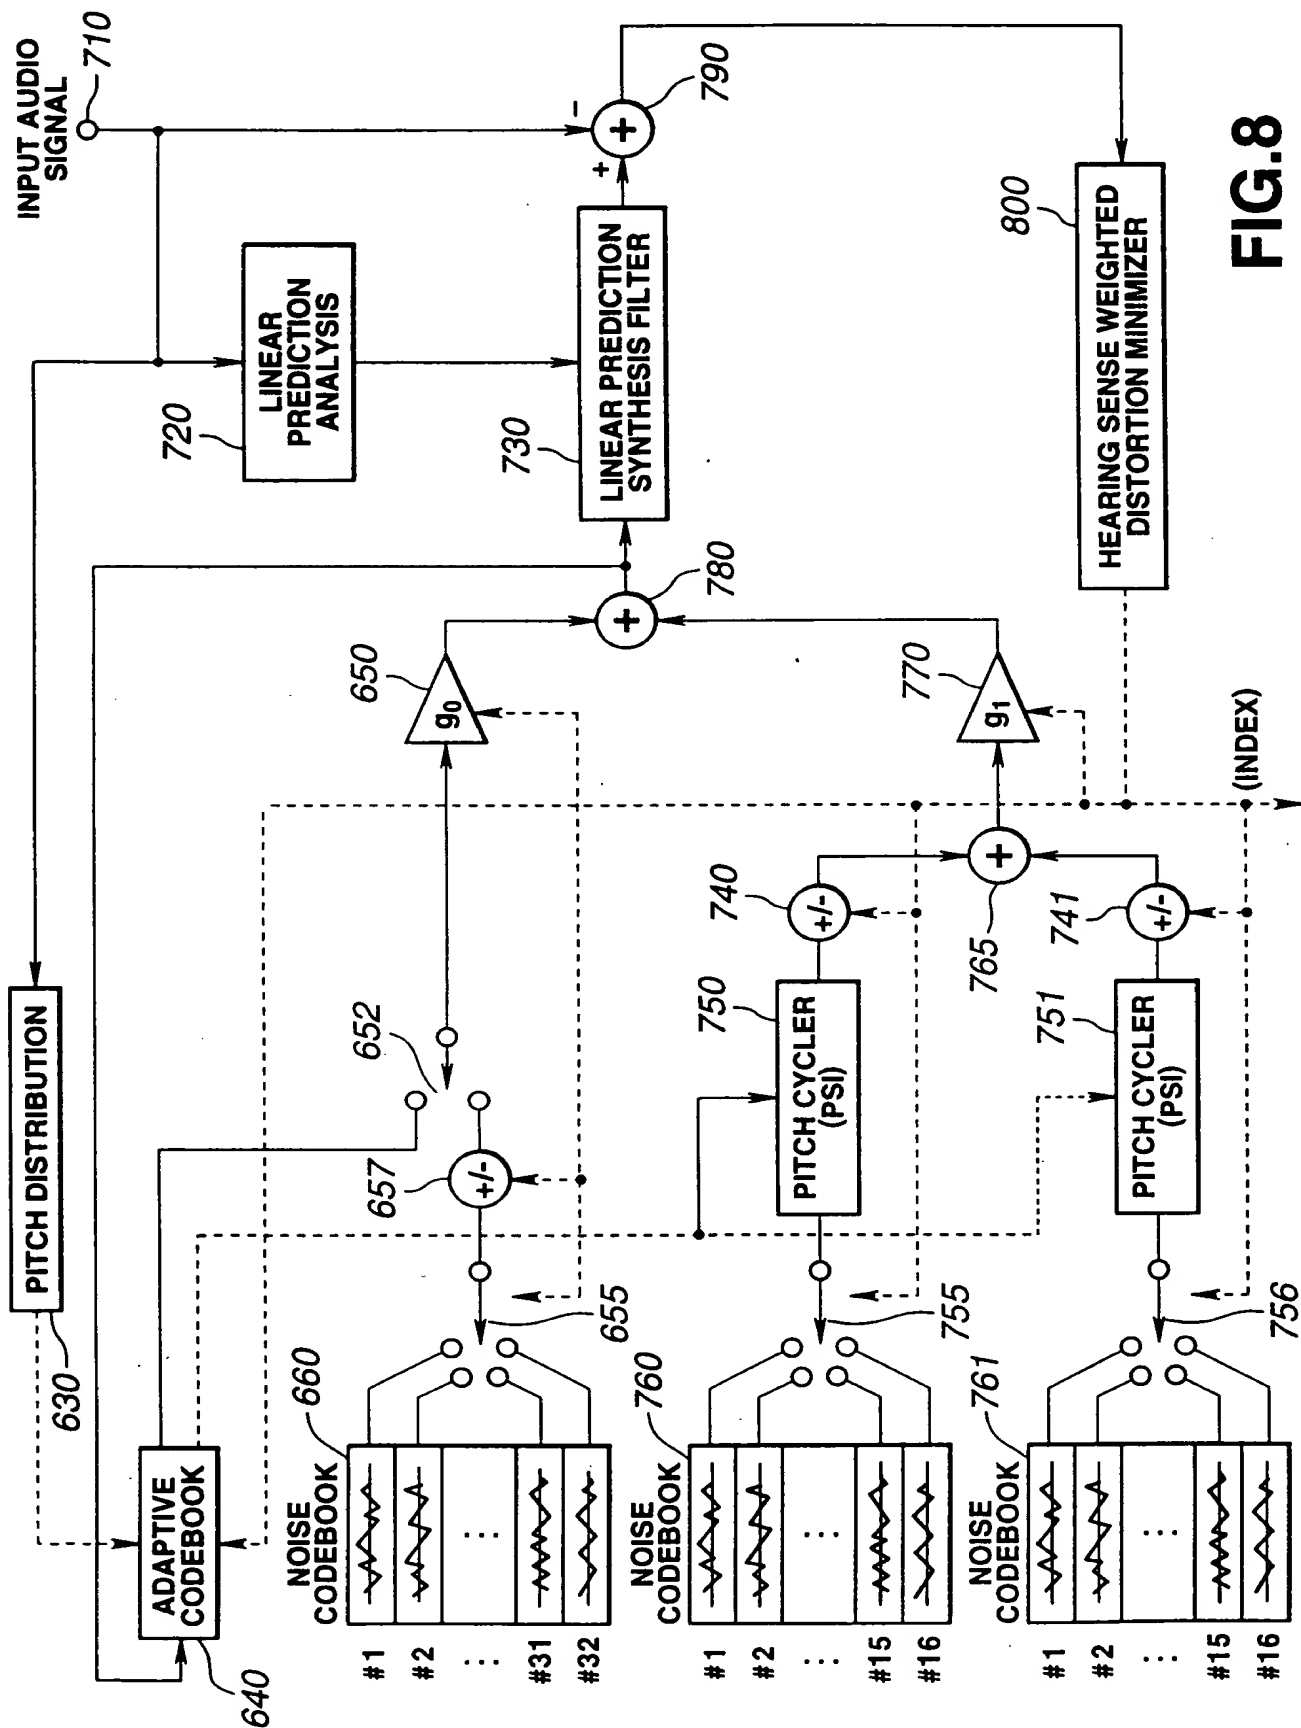 INPUT AUDIO
SIGNAL
710
790
-
+
+
LINEAR
PREDICTION
ANALYSIS
720
LINEAR PREDICTION
SYNTHESIS FILTER
730
HEARING SENSE WEIGHTED
DISTORTION MINIMIZER
800
FIG.8
+
780
g0
650
g1
770
(INDEX)
PITCH DISTRIBUTION
630
652
+/-
657
655
PITCH CYCLER
(PSI)
750
+/-
740
+
765
+/-
741
PITCH CYCLER
(PSI)
751
755
756
ADAPTIVE
CODEBOOK
640
NOISE
CODEBOOK
660
#1
#2
...
...
#31
#32
NOISE
CODEBOOK
760
#1
#2
...
...
#15
#16
NOISE
CODEBOOK
761
#1
#2
...
...
#15
#16